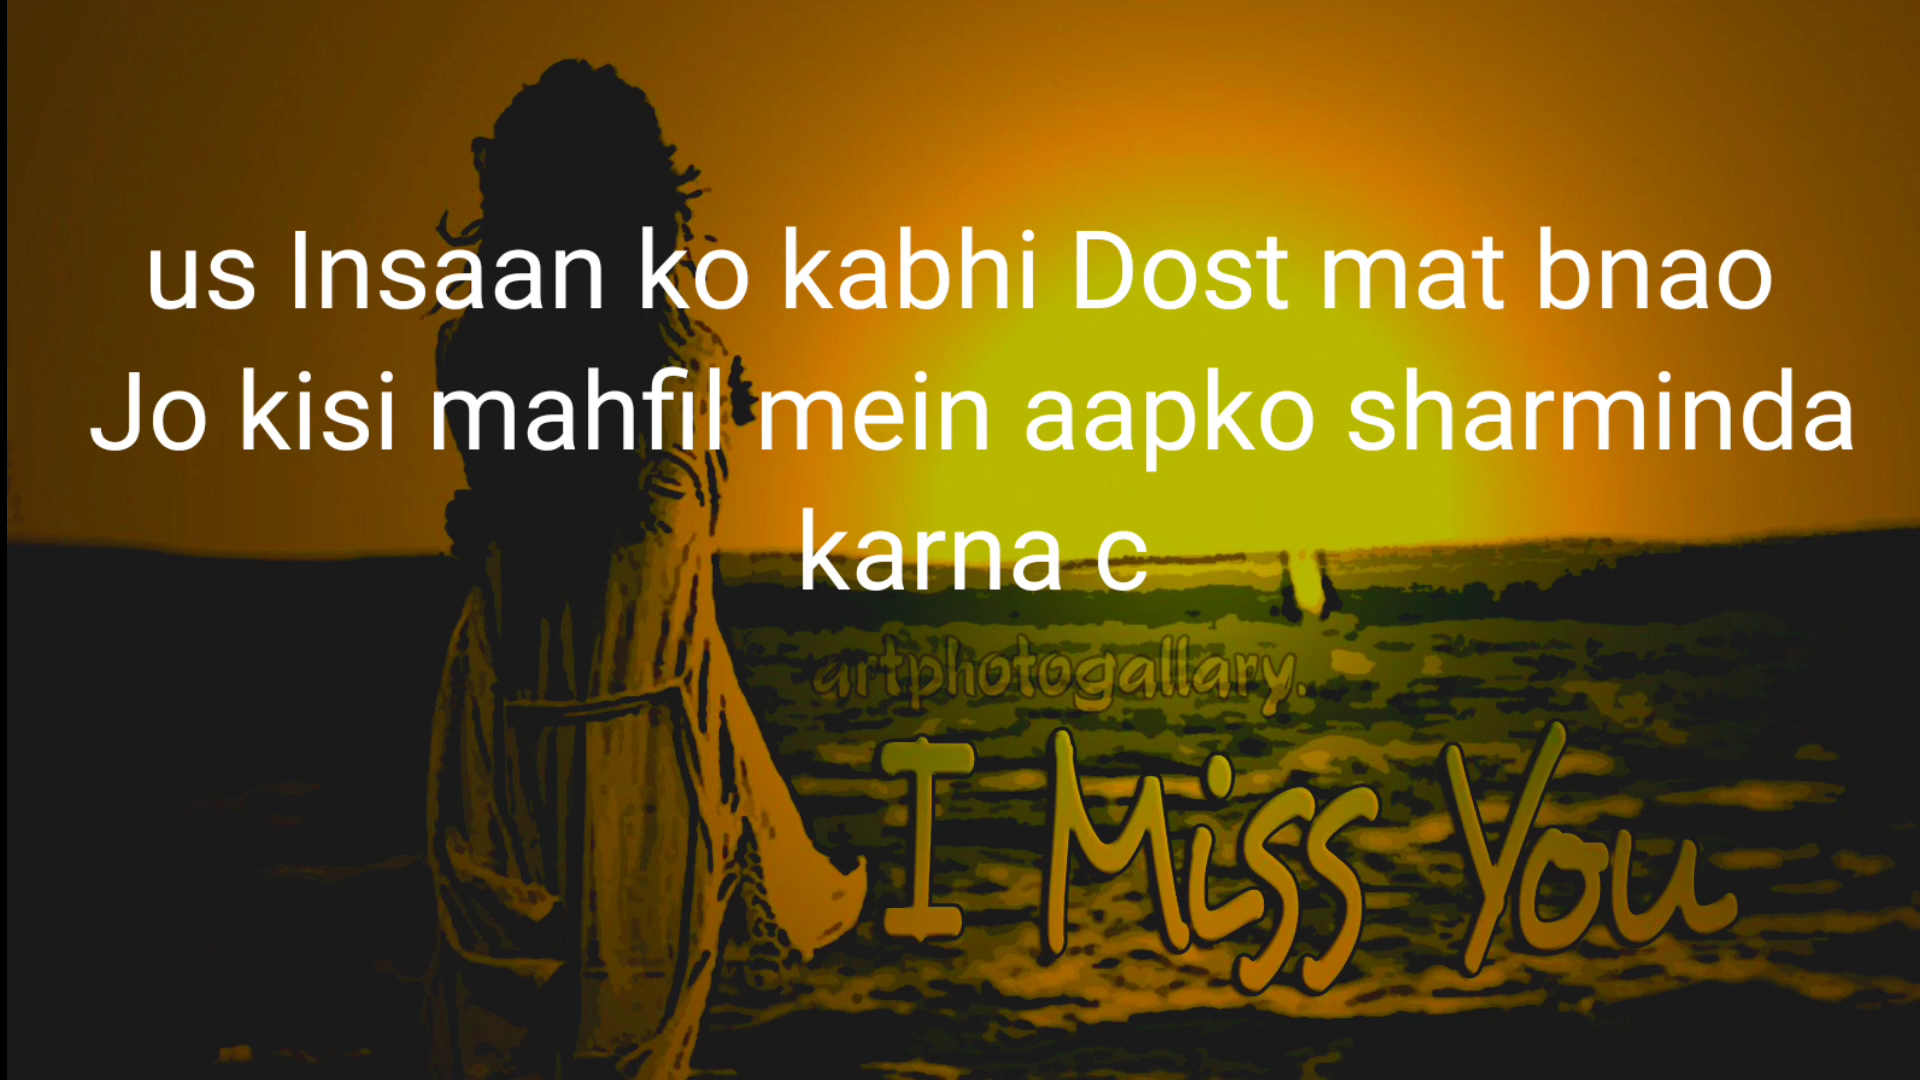 us Insaan ko kabhi Dost mat bnao
Jo kisi mahfil mein aapko sharminda
karna c
artphotogallary.
I Miss You